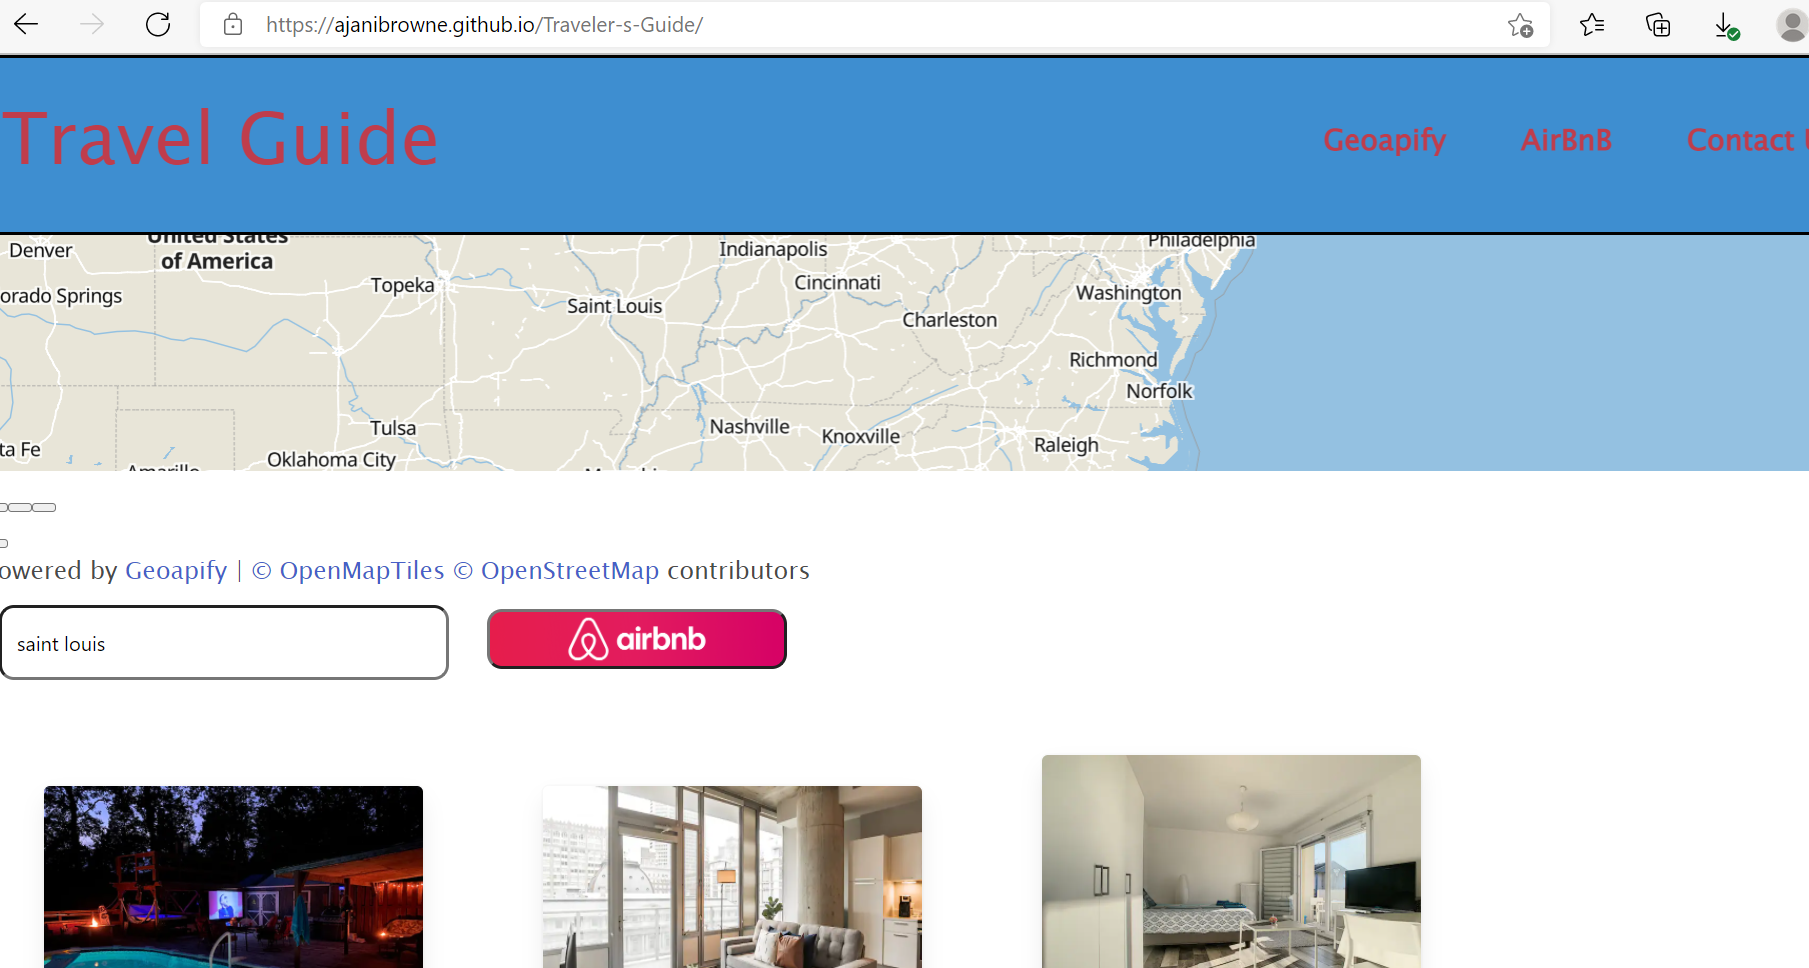 https://ajanibrowne.github.io/Traveler-s-Guide/
Travel Guide
Geoapify AirBnB Contact
United States
of America
Denver
orado Springs
Topeka
Saint Louis
Indianapolis
Cincinnati
Charleston
Philadelphia
Washington
Richmond
Norfolk
Tulsa
Nashville
Knoxville
Raleigh
ta Fe
Oklahoma City
Amarillo
owered by Geoapify | © OpenMapTiles © OpenStreetMap contributors
saint louis
airbnb